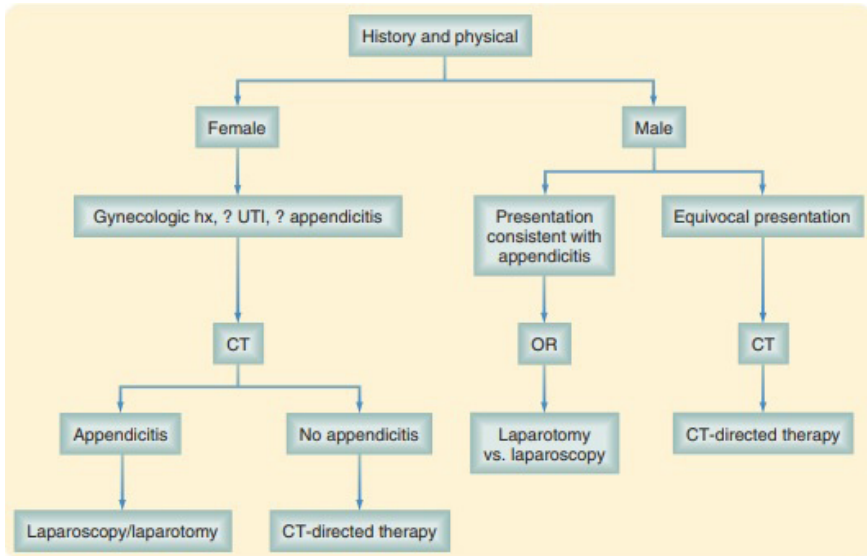 History and physical
Female
Male
Gynecologic hx, ? UTI, ? appendicitis
Presentation
consistent with
appendicitis
Equivocal presentation
CT
OR
CT
Appendicitis
No appendicitis
Laparotomy
vs. laparoscopy
CT-directed therapy
Laparoscopy/laparotomy
CT-directed therapy